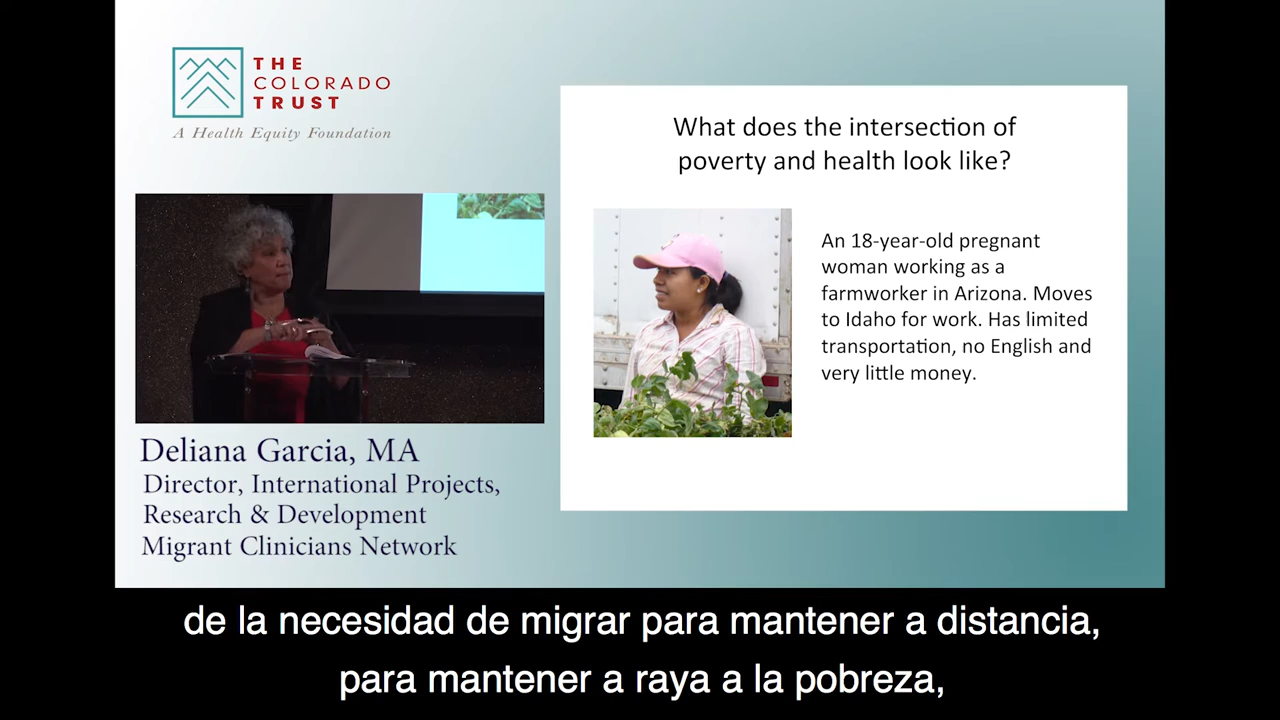 THE
COLORADO
TRUST
A Health Equity Foundation
What does the intersection of
poverty and health look like?
An 18-year-old pregnant
woman working as a
farmworker in Arizona. Moves
to Idaho for work. Has limited
transportation, no English and
very little money.
Deliana Garcia, MA
Director, International Projects,
Research & Development
Migrant Clinicians Network
de la necesidad de migrar para mantener a distancia,
para mantener a raya a la pobreza,